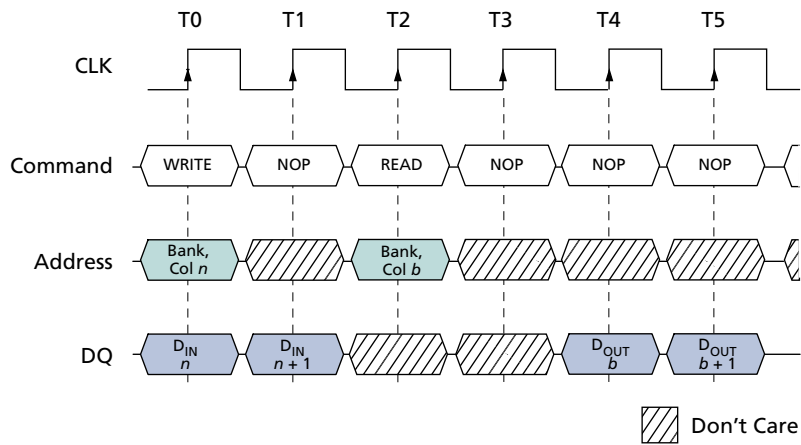 T0 T1 T2 T3 T4 T5
CLK
Command WRITE NOP READ NOP NOP NOP
Address Bank, Col n Bank, Col b
DQ DIN n DIN n + 1 DOUT b DOUT b + 1
Don't Care